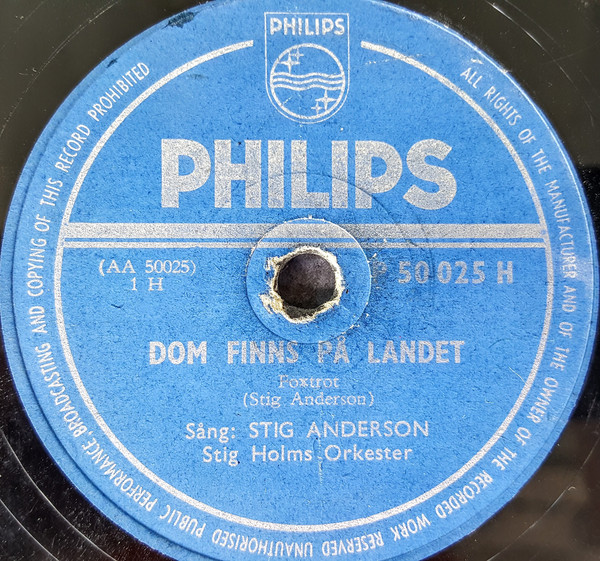 PHILIPS
PHILIPS
(AA 50025)
1 H
P 50 025 H
DOM FINNS PÅ LANDET
Foxtrot
(Stig Anderson)
Sång: STIG ANDERSON
Stig Holms Orkester
ALL RIGHTS OF THE MANUFACTURER AND OF THE OWNER OF THE RECORDED WORK RESERVED UNAUTHORISED PUBLIC PERFORMANCE, BROADCASTING AND COPYING OF THIS RECORD PROHIBITED